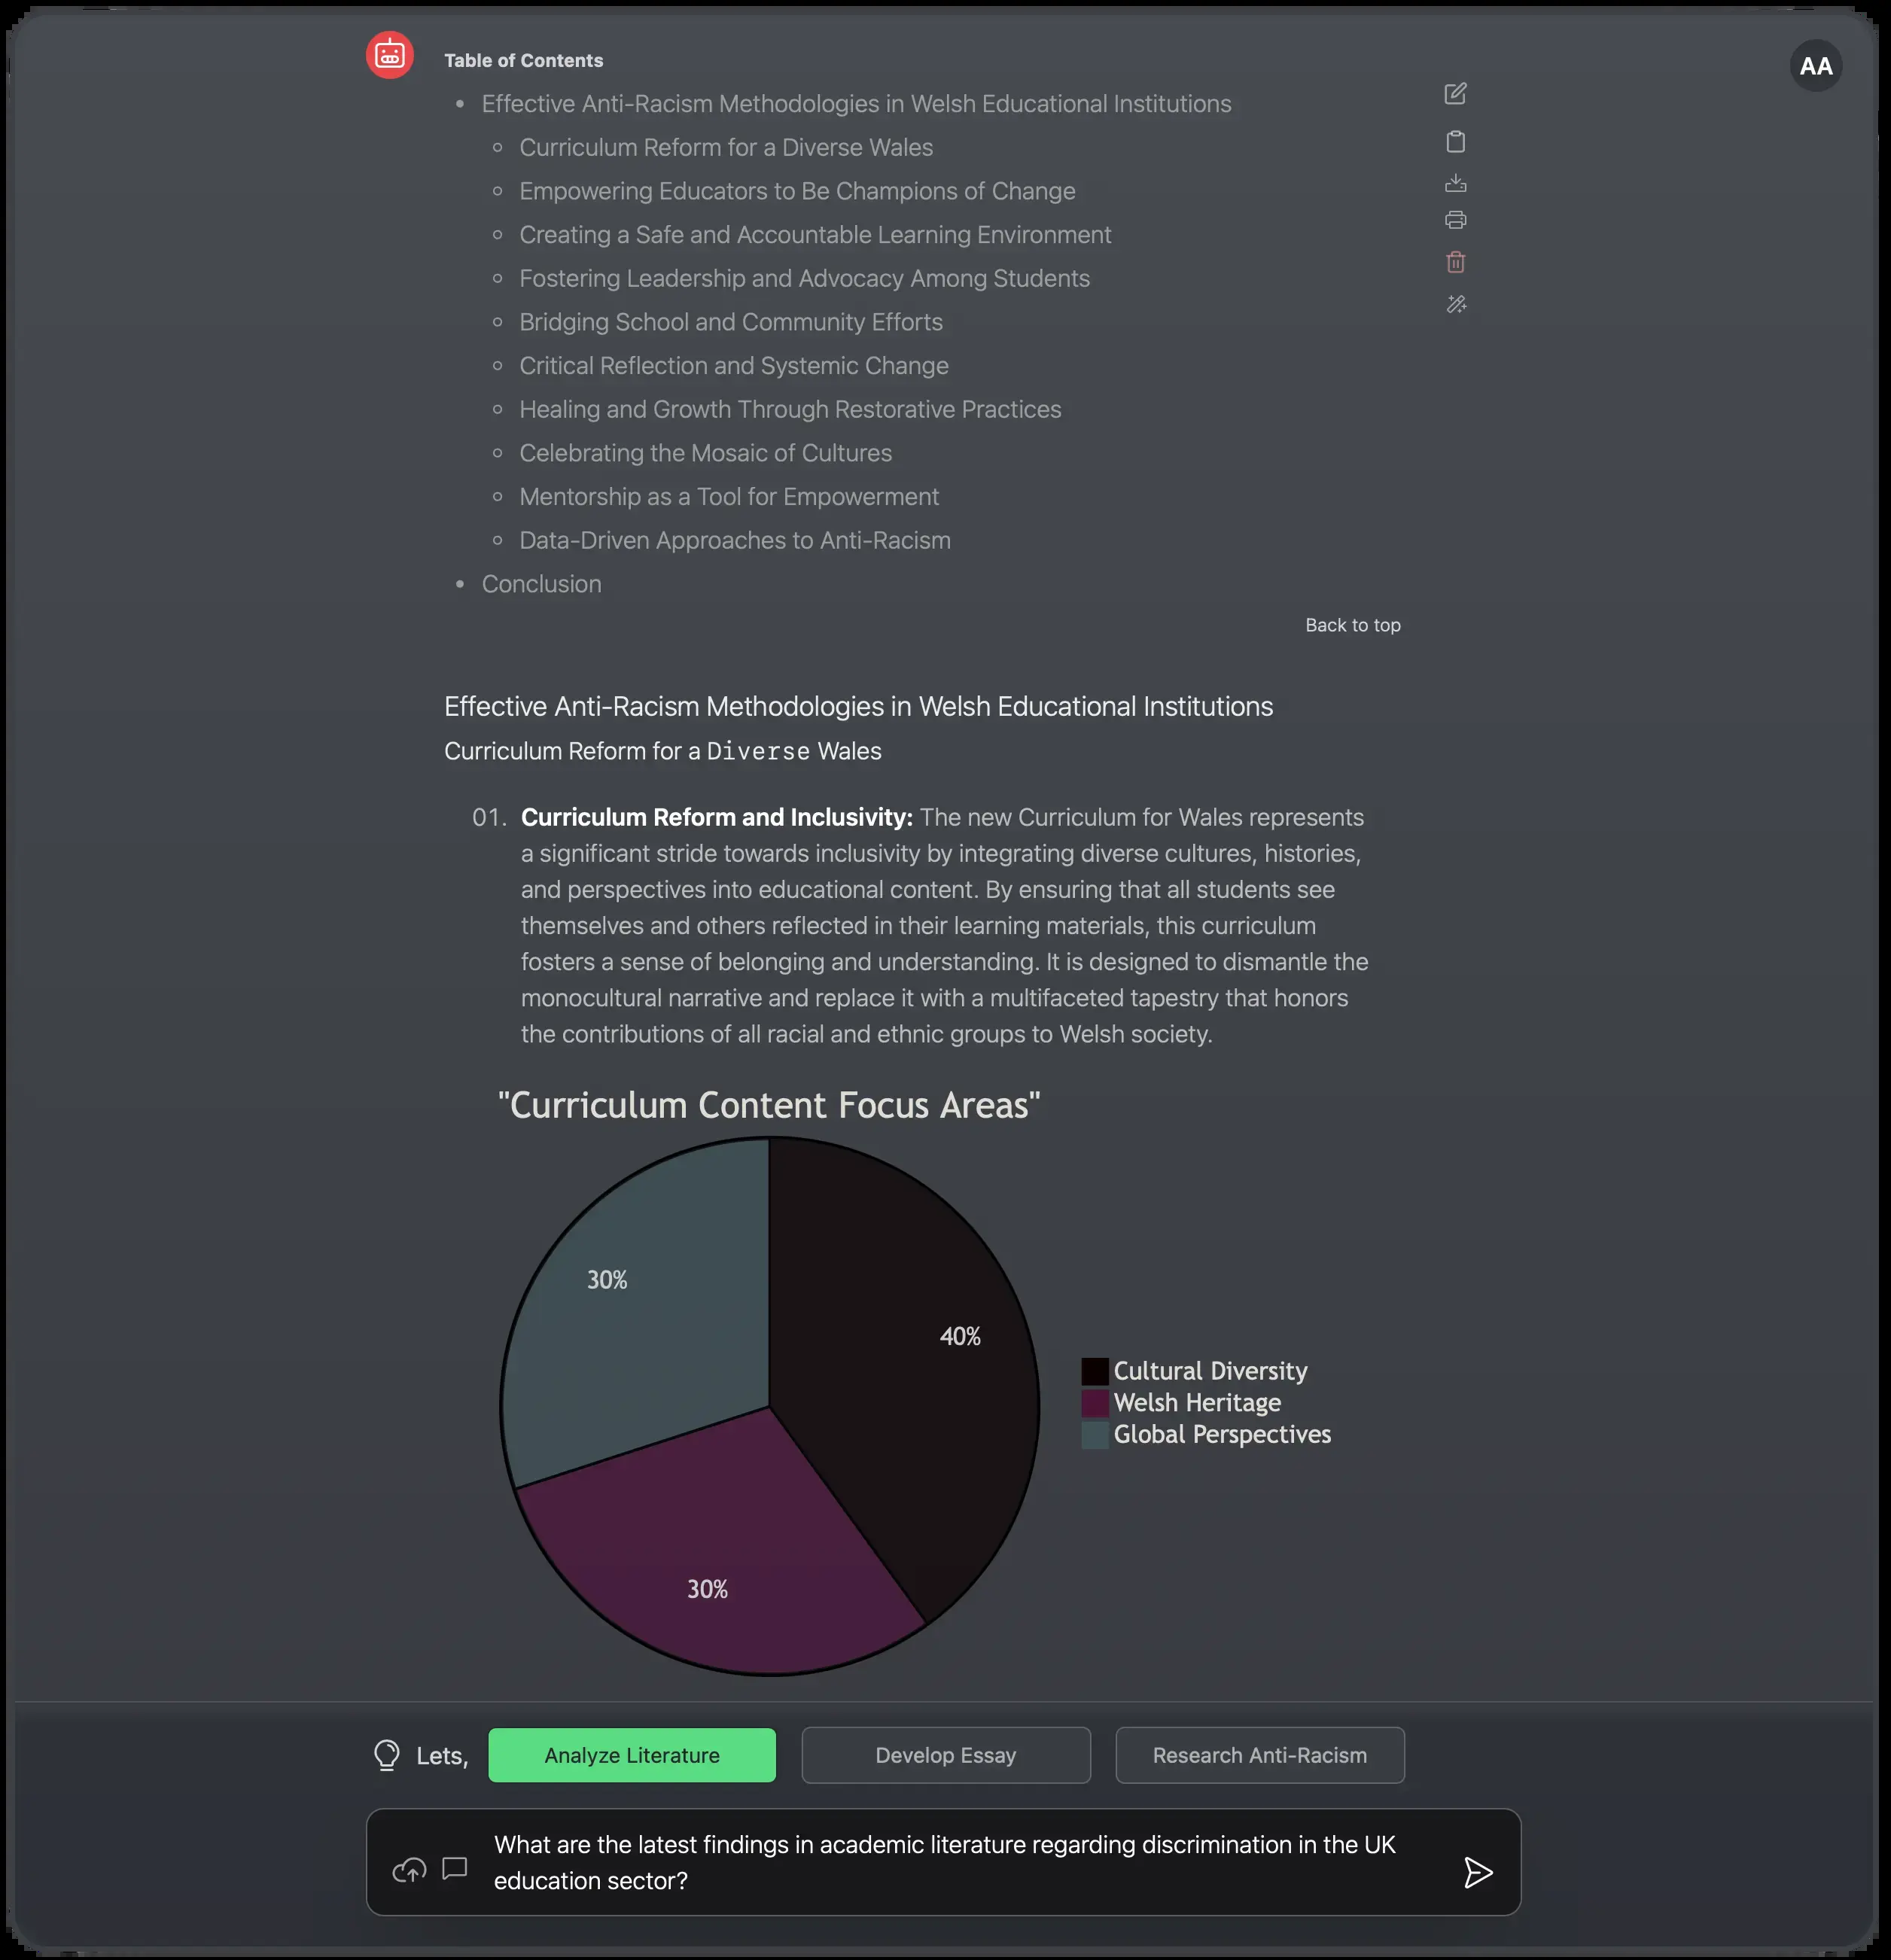 Table of Contents
AA
• Effective Anti-Racism Methodologies in Welsh Educational Institutions
◦ Curriculum Reform for a Diverse Wales
◦ Empowering Educators to Be Champions of Change
◦ Creating a Safe and Accountable Learning Environment
◦ Fostering Leadership and Advocacy Among Students
◦ Bridging School and Community Efforts
◦ Critical Reflection and Systemic Change
◦ Healing and Growth Through Restorative Practices
◦ Celebrating the Mosaic of Cultures
◦ Mentorship as a Tool for Empowerment
◦ Data-Driven Approaches to Anti-Racism
• Conclusion
Back to top
Effective Anti-Racism Methodologies in Welsh Educational Institutions
Curriculum Reform for a Diverse Wales
01. Curriculum Reform and Inclusivity: The new Curriculum for Wales represents
a significant stride towards inclusivity by integrating diverse cultures, histories,
and perspectives into educational content. By ensuring that all students see
themselves and others reflected in their learning materials, this curriculum
fosters a sense of belonging and understanding. It is designed to dismantle the
monocultural narrative and replace it with a multifaceted tapestry that honors
the contributions of all racial and ethnic groups to Welsh society.
"Curriculum Content Focus Areas"
30%
40%
30%
Cultural Diversity
Welsh Heritage
Global Perspectives
Lets,
Analyze Literature
Develop Essay
Research Anti-Racism
What are the latest findings in academic literature regarding discrimination in the UK
education sector?